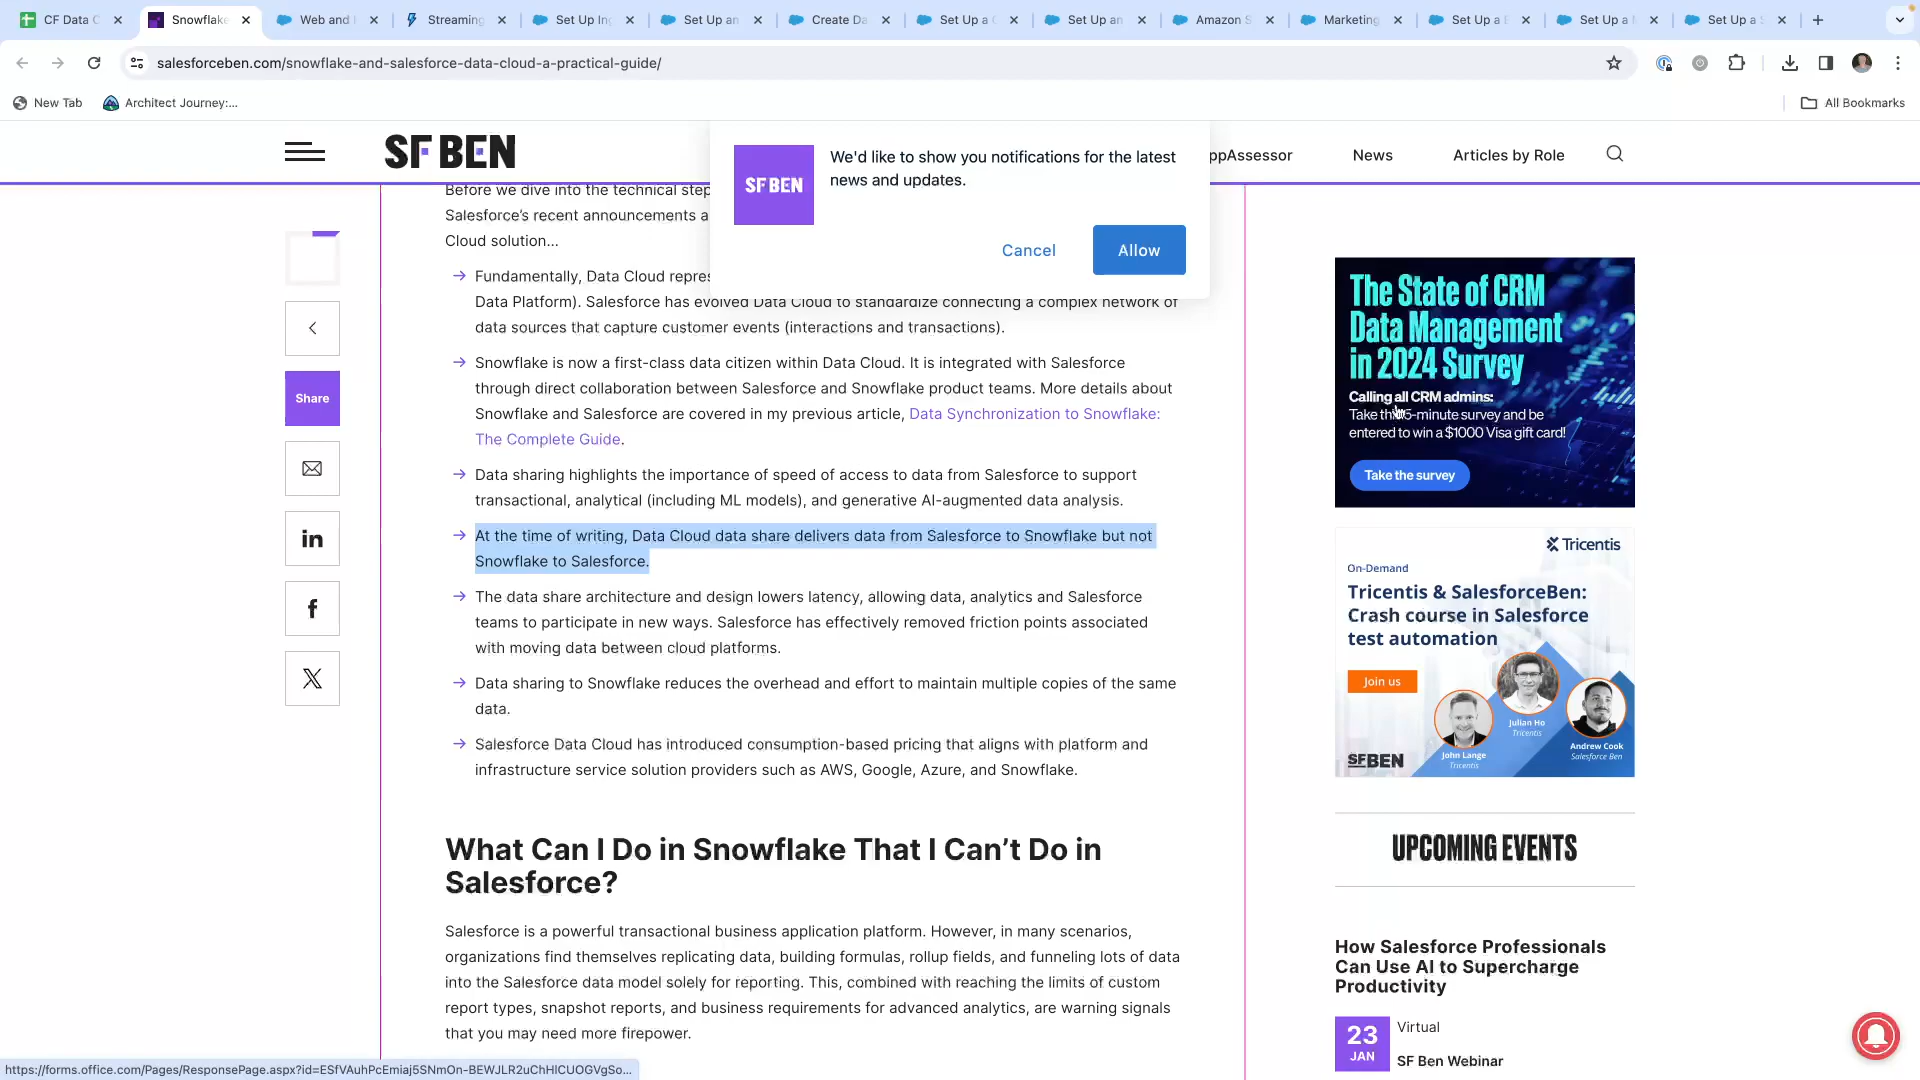 CF Data C
Snowflake
Web and I
Streaming
Set Up In
Set Up an
Create Da
Set Up a C
Set Up an
Amazon S
Marketing
Set Up a
Set Up a
Set Up a
salesforceben.com/snowflake-and-salesforce-data-cloud-a-practical-guide/
New Tab
Architect Journey:...
All Bookmarks
SF BEN
ppAssessor
News
Articles by Role
SF BEN
We'd like to show you notifications for the latest
news and updates.
Cancel
Allow
Before we dive into the technical step
Salesforce's recent announcements a
Cloud solution…
Fundamentally, Data Cloud repres
Data Platform). Salesforce has evolved Data Cloud to standardize connecting a complex network of
data sources that capture customer events (interactions and transactions).
Snowflake is now a first-class data citizen within Data Cloud. It is integrated with Salesforce
through direct collaboration between Salesforce and Snowflake product teams. More details about
Snowflake and Salesforce are covered in my previous article, Data Synchronization to Snowflake:
The Complete Guide.
Data sharing highlights the importance of speed of access to data from Salesforce to support
transactional, analytical (including ML models), and generative AI-augmented data analysis.
At the time of writing, Data Cloud data share delivers data from Salesforce to Snowflake but not
Snowflake to Salesforce.
The data share architecture and design lowers latency, allowing data, analytics and Salesforce
teams to participate in new ways. Salesforce has effectively removed friction points associated
with moving data between cloud platforms.
Data sharing to Snowflake reduces the overhead and effort to maintain multiple copies of the same
data.
Salesforce Data Cloud has introduced consumption-based pricing that aligns with platform and
infrastructure service solution providers such as AWS, Google, Azure, and Snowflake.
What Can I Do in Snowflake That I Can't Do in
Salesforce?
Salesforce is a powerful transactional business application platform. However, in many scenarios,
organizations find themselves replicating data, building formulas, rollup fields, and funneling lots of data
into the Salesforce data model solely for reporting. This, combined with reaching the limits of custom
report types, snapshot reports, and business requirements for advanced analytics, are warning signals
that you may need more firepower.
Share
The State of CRM
Data Management
in 2024 Survey
Calling all CRM admins:
Take this 5-minute survey and be
entered to win a $1000 Visa gift card!
Take the survey
Tricentis
On-Demand
Tricentis & SalesforceBen:
Crash course in Salesforce
test automation
Join us
Julian Ho
Tricentis
John Lange
Tricentis
Andrew Cook
Salesforce Ben
SF BEN
UPCOMING EVENTS
How Salesforce Professionals
Can Use AI to Supercharge
Productivity
23
JAN
Virtual
SF Ben Webinar
https://forms.office.com/Pages/ResponsePage.aspx?id=ESfVAuhPcEmiaj5SNmOn-BEWJLR2uChHICUOGVgSo...